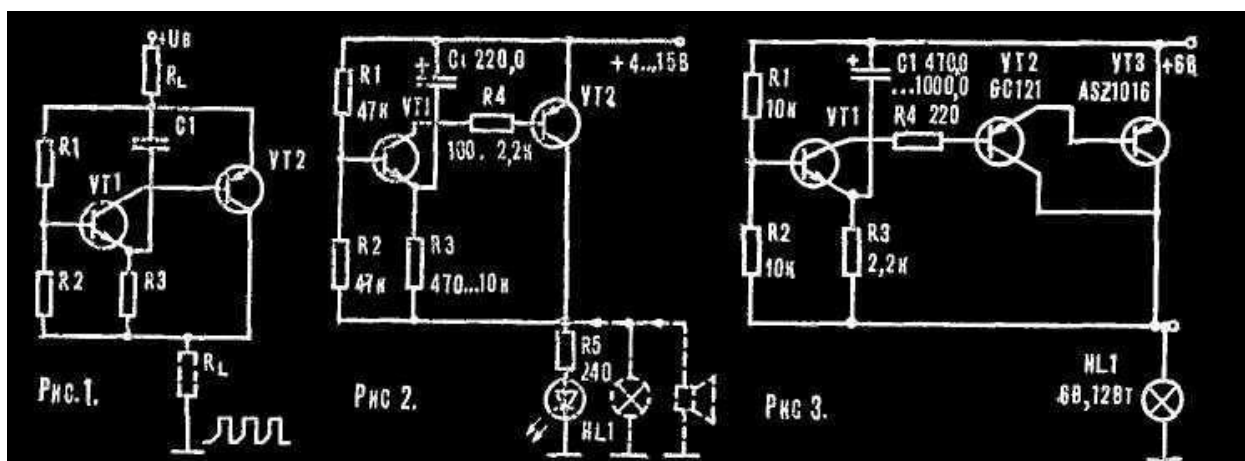 +UВ
RL
C1
R1
VT1
VT2
R2
R3
RL
Рис.1.
R1
47к
C1 220,0
VT1
R4
100. 2,2к
VT2
+4...15В
R2
47к
R3
470...10к
R5
240
HL1
Рис 2.
R1
10к
C1 470,0
...1000,0
VT1
R4 220
VT2
GC121
VT3
ASZ1016
+6В
R2
10к
R3
2,2к
HL1
6В,12Вт
Рис 3.